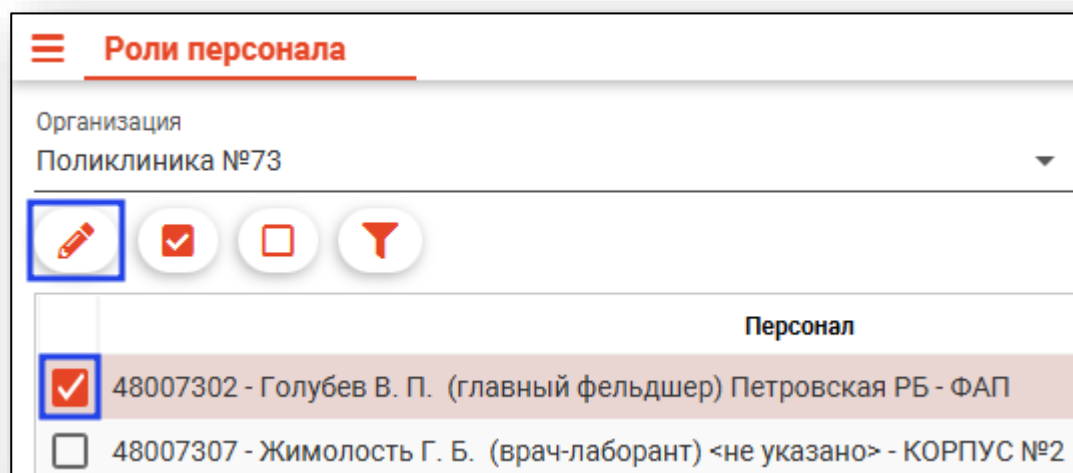 Роли персонала
Организация
Поликлиника №73
Персонал
48007302 - Голубев В. П. (главный фельдшер) Петровская РБ - ФАП
48007307 - Жимолость Г. Б. (врач-лаборант) <не указано> - КОРПУС №2